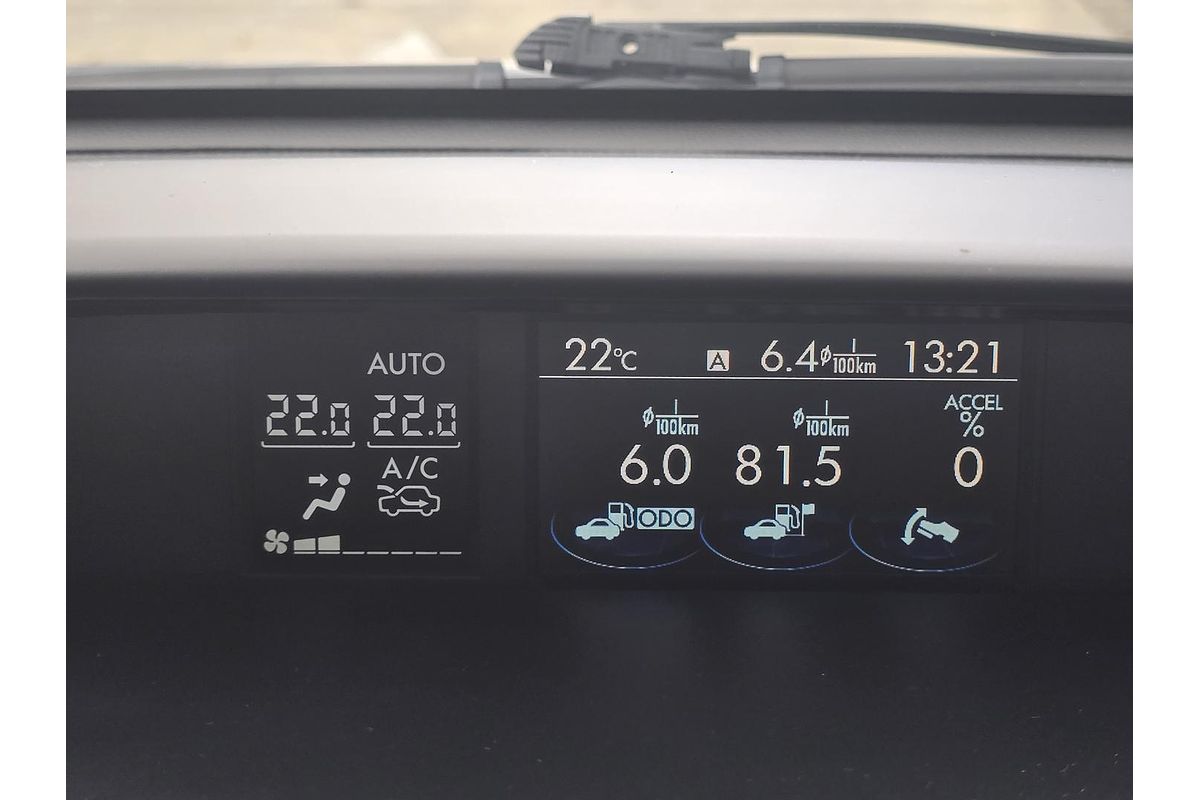 AUTO
22.0 22.0
A/C
22°C A 6.4 ø l/100km 13:21
ø l/100km ø l/100km ACCEL %
6.0 81.5 0
ODO